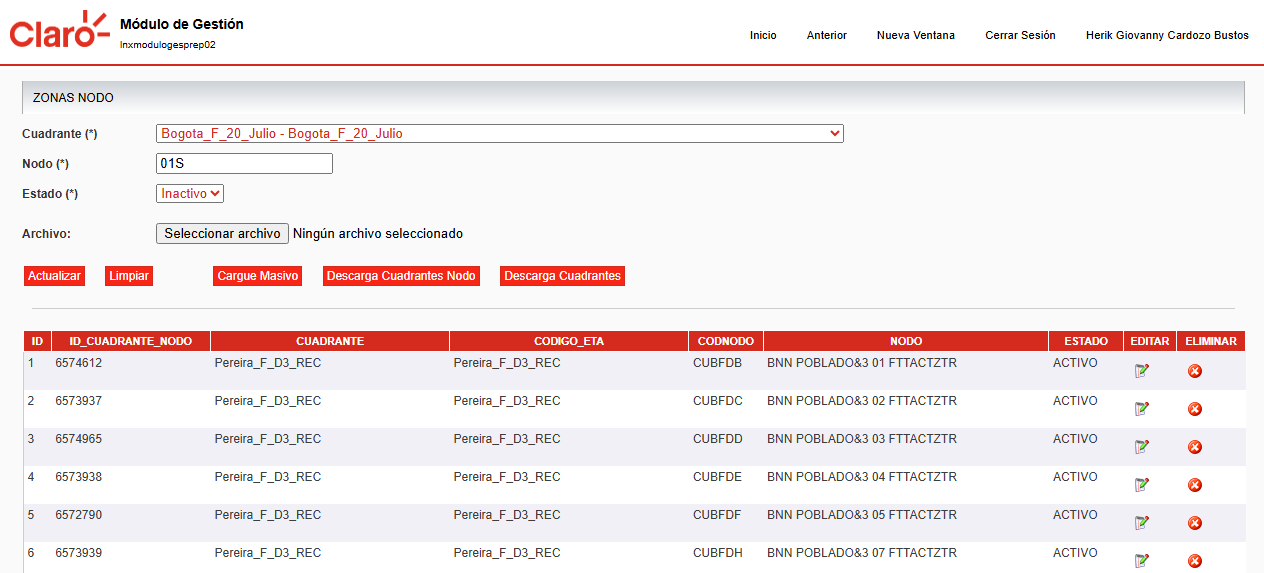 Claro
Módulo de Gestión
lnxmodulogesprep02
Inicio Anterior Nueva Ventana Cerrar Sesión Herik Giovanny Cardozo Bustos
ZONAS NODO
Cuadrante (*) Bogota_F_20_Julio - Bogota_F_20_Julio
Nodo (*) 01S
Estado (*) Inactivo
Archivo: Seleccionar archivo Ningún archivo seleccionado
Actualizar Limpiar Cargue Masivo Descarga Cuadrantes Nodo Descarga Cuadrantes
ID ID_CUADRANTE_NODO CUADRANTE CODIGO_ETA CODNODO NODO ESTADO EDITAR ELIMINAR
1 6574612 Pereira_F_D3_REC Pereira_F_D3_REC CUBFDB BNN POBLADO&3 01 FTTACTZTR ACTIVO
2 6573937 Pereira_F_D3_REC Pereira_F_D3_REC CUBFDC BNN POBLADO&3 02 FTTACTZTR ACTIVO
3 6574965 Pereira_F_D3_REC Pereira_F_D3_REC CUBFDD BNN POBLADO&3 03 FTTACTZTR ACTIVO
4 6573938 Pereira_F_D3_REC Pereira_F_D3_REC CUBFDE BNN POBLADO&3 04 FTTACTZTR ACTIVO
5 6572790 Pereira_F_D3_REC Pereira_F_D3_REC CUBFDF BNN POBLADO&3 05 FTTACTZTR ACTIVO
6 6573939 Pereira_F_D3_REC Pereira_F_D3_REC CUBFDH BNN POBLADO&3 07 FTTACTZTR ACTIVO